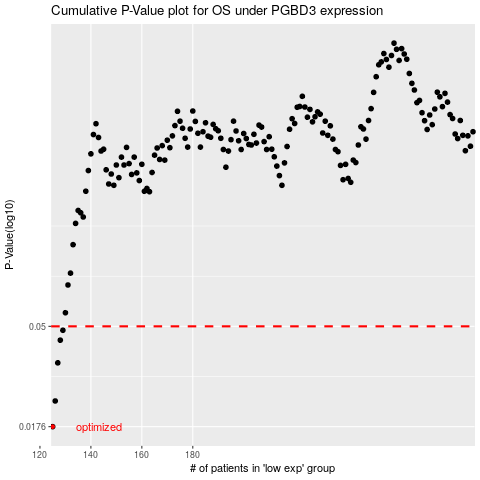 Cumulative P-Value plot for OS under PGBD3 expression
P-Value(log10)
0.05
0.0176
optimized
120 140 160 180
# of patients in 'low exp' group